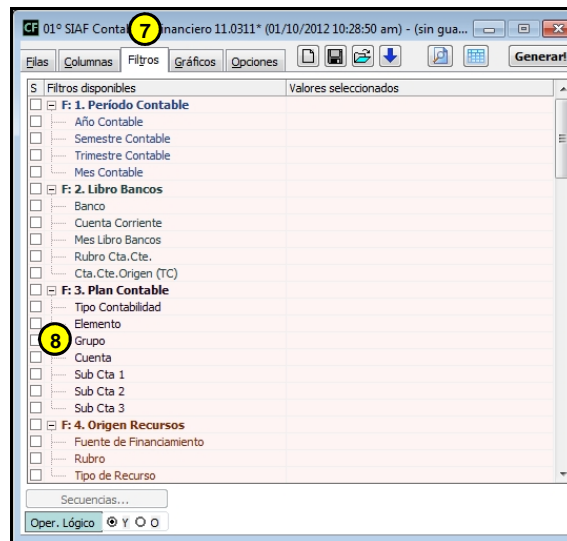 CF 01º SIAF Conta 7 inanciero 11.0311* (01/10/2012 10:28:50 am) - (sin gua...
Filas Columnas Filtros Gráficos Opciones Generar!
S Filtros disponibles Valores seleccionados
F: 1. Período Contable
Año Contable
Semestre Contable
Trimestre Contable
Mes Contable
F: 2. Libro Bancos
Banco
Cuenta Corriente
Mes Libro Bancos
Rubro Cta.Cte.
Cta.Cte.Origen (TC)
F: 3. Plan Contable
Tipo Contabilidad
Elemento
8 Grupo
Cuenta
Sub Cta 1
Sub Cta 2
Sub Cta 3
F: 4. Origen Recursos
Fuente de Financiamiento
Rubro
Tipo de Recurso
Secuencias...
Oper. Lógico Y O